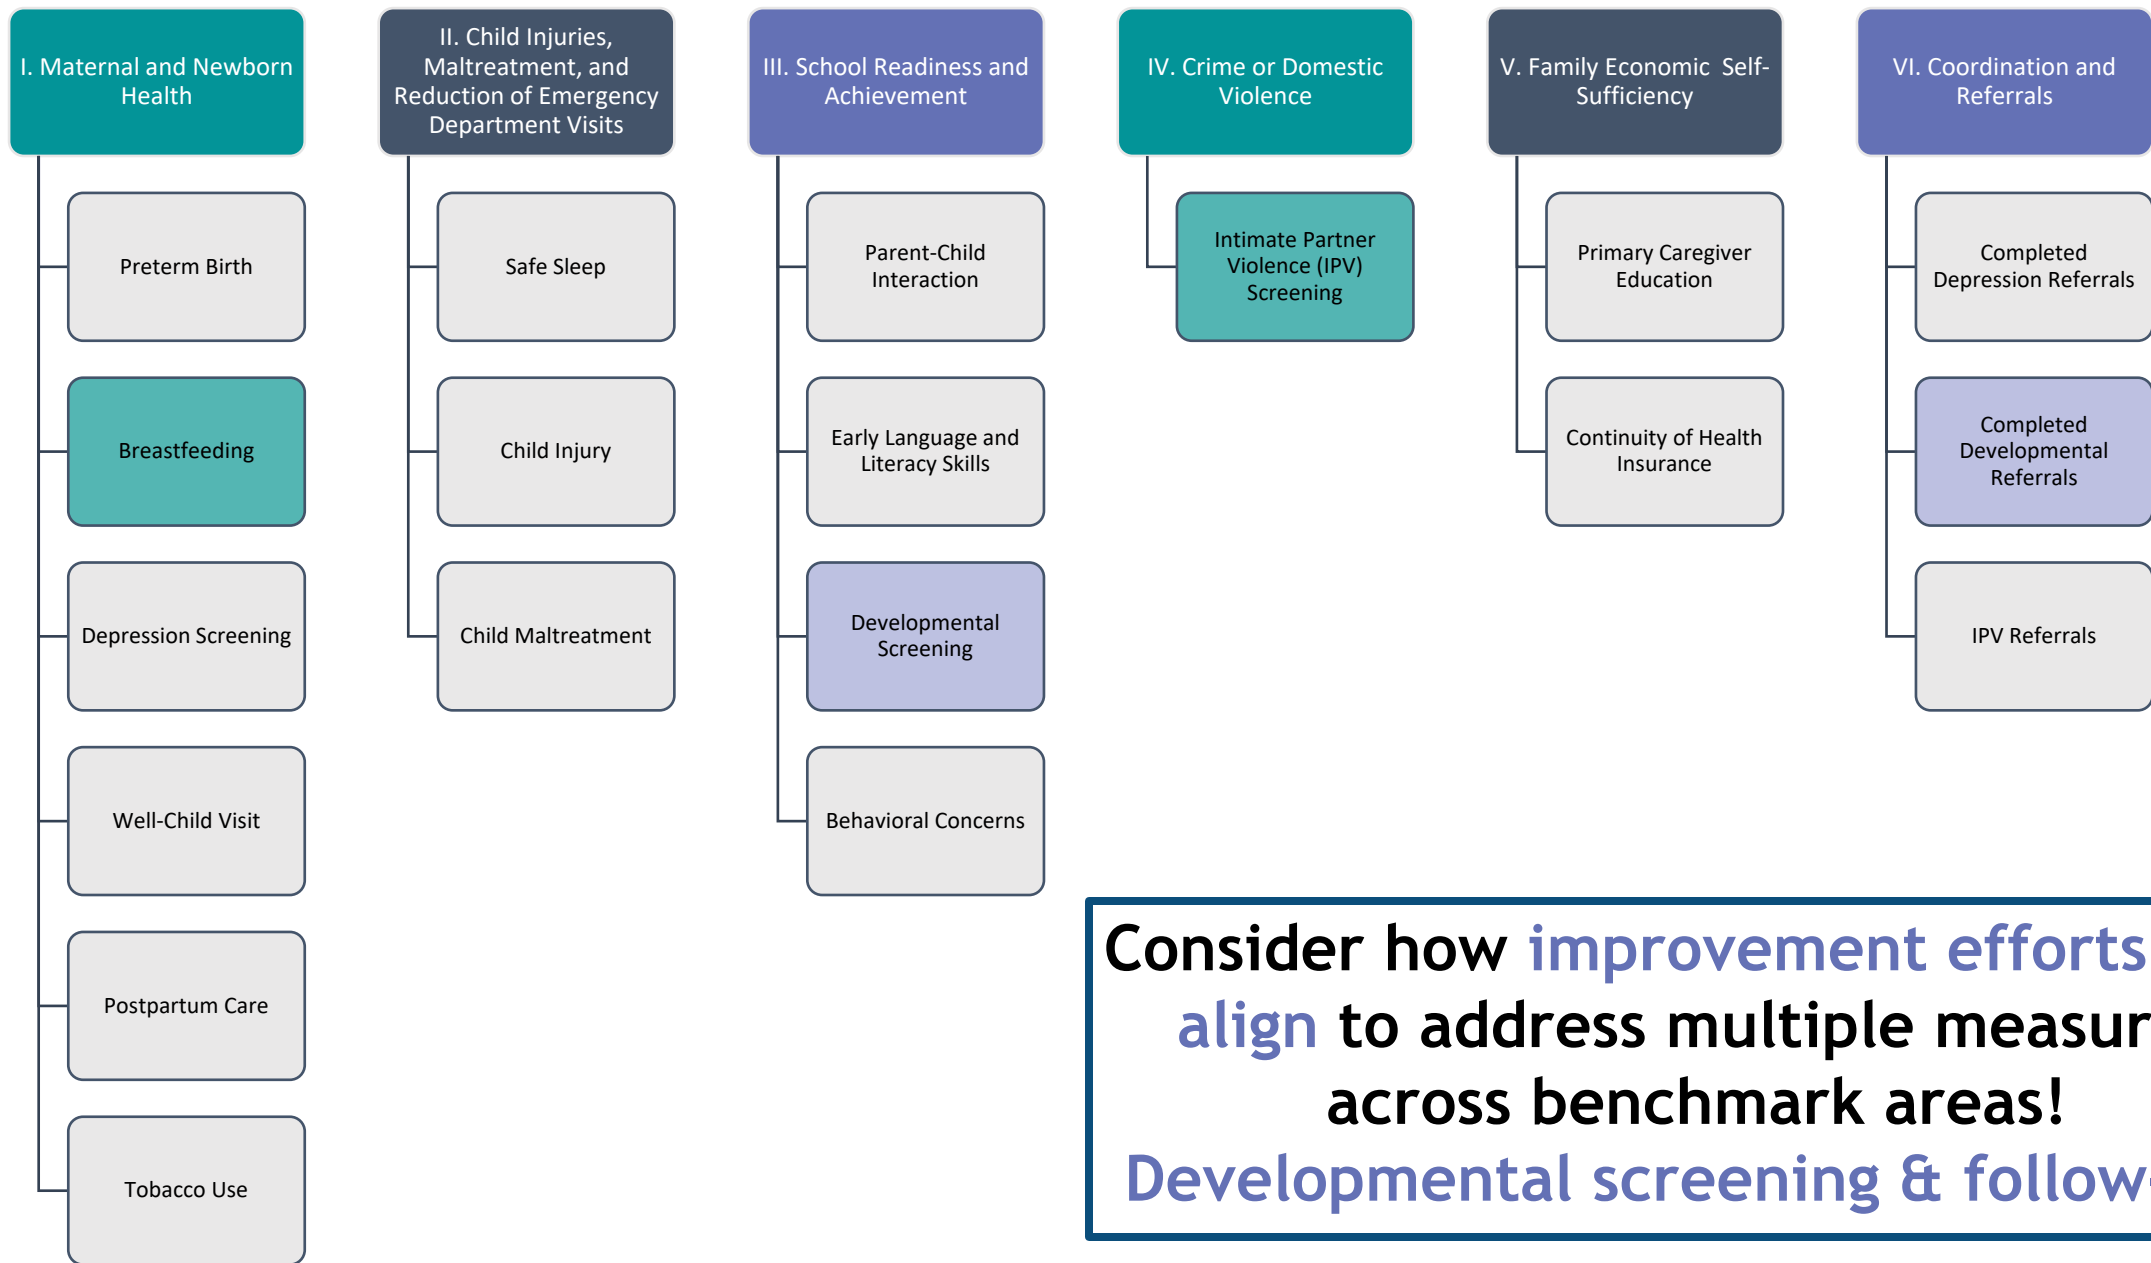 I. Maternal and Newborn
Health
Preterm Birth
Breastfeeding
Depression Screening
Well-Child Visit
Postpartum Care
Tobacco Use
II. Child Injuries,
Maltreatment, and
Reduction of Emergency
Department Visits
Safe Sleep
Child Injury
Child Maltreatment
III. School Readiness and
Achievement
Parent-Child
Interaction
Early Language and
Literacy Skills
Developmental
Screening
Behavioral Concerns
IV. Crime or Domestic
Violence
Intimate Partner
Violence (IPV)
Screening
V. Family Economic Self-
Sufficiency
Primary Caregiver
Education
Continuity of Health
Insurance
VI. Coordination and
Referrals
Completed
Depression Referrals
Completed
Developmental
Referrals
IPV Referrals
Consider how improvement efforts
align to address multiple
across benchmark areas!
Developmental screening &